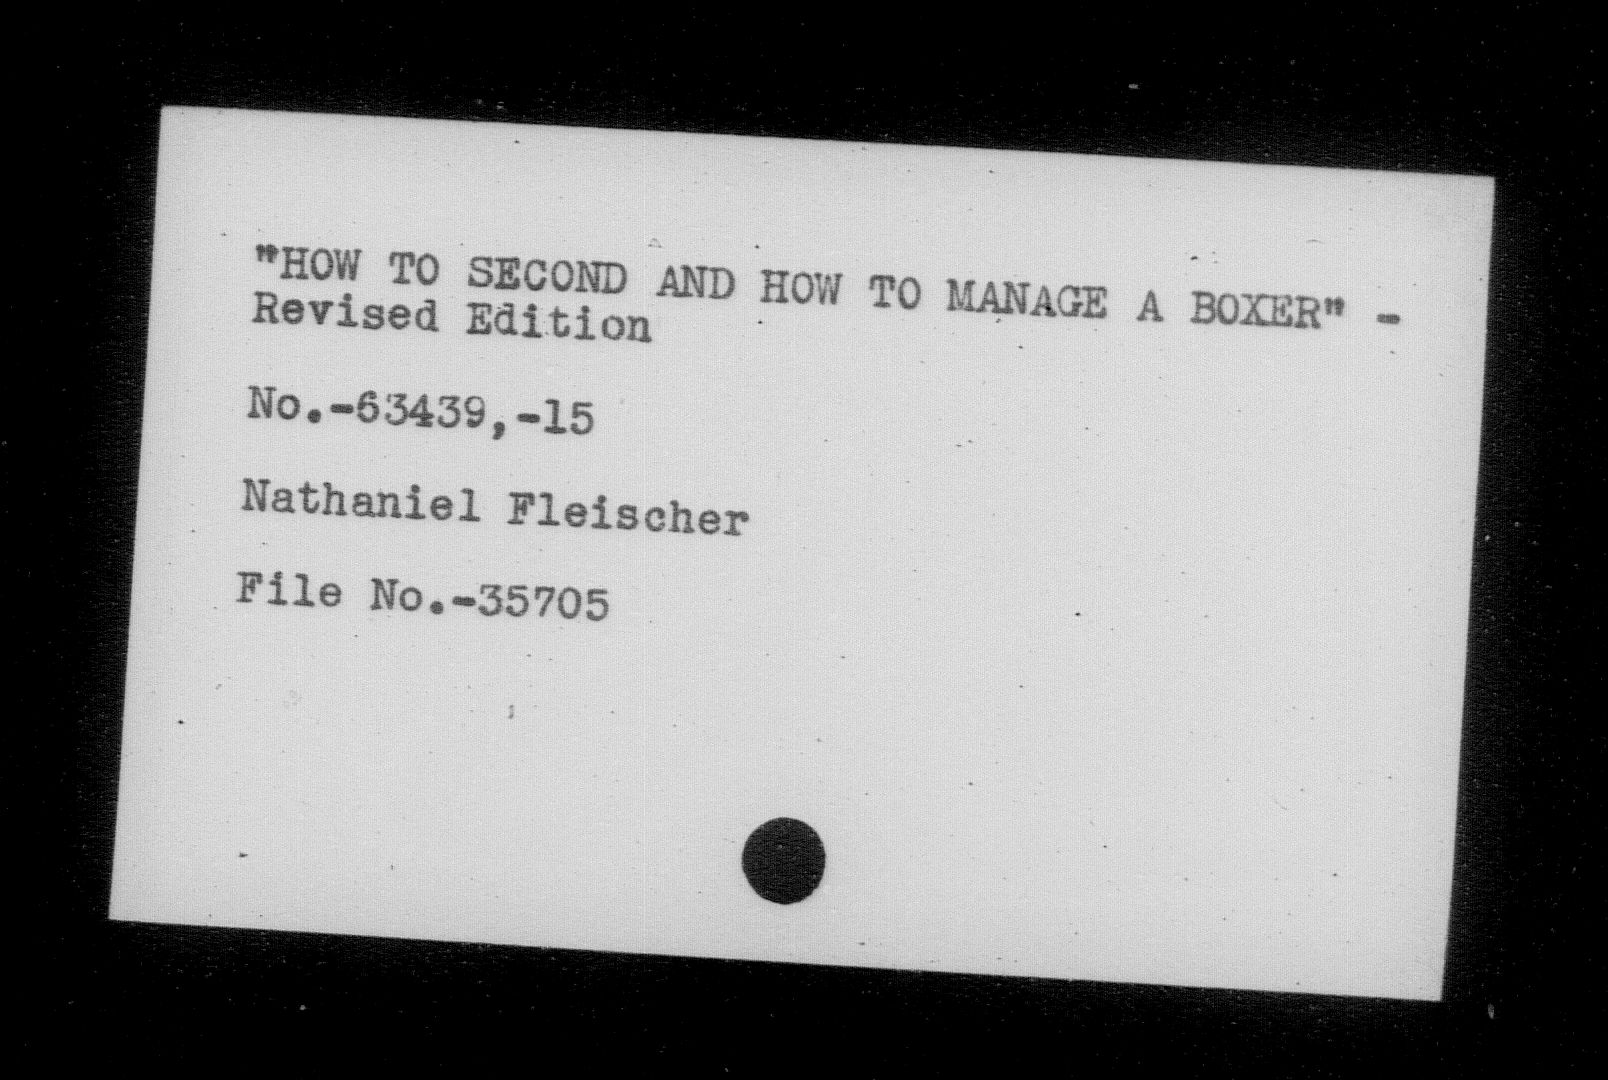 "HOW TO SECOND AND HOW TO MANAGE A BOXER" -
Revised Edition
No.-63439,-15
Nathaniel Fleischer
File No.-35705